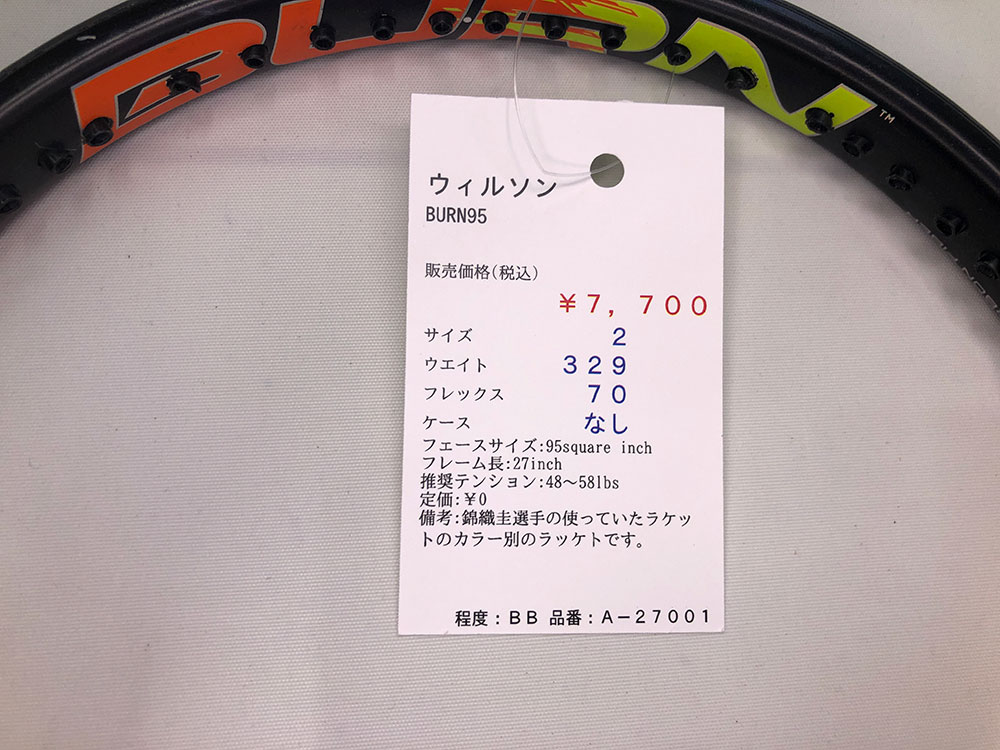 BURN™
ウィルソン
BURN95
販売価格(税込)
￥７，７００
サイズ ２
ウエイト ３２９
フレックス ７０
ケース なし
フェースサイズ:95square inch
フレーム長:27inch
推奨テンション:48～58lbs
定価:￥0
備考:錦織圭選手の使っていたラケッ
トのカラー別のラッケトです。
程度：ＢＢ 品番：Ａ－２７００１